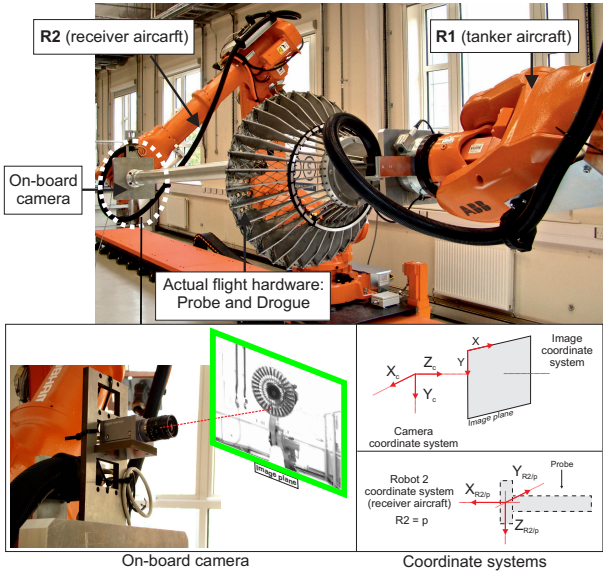 R2 (receiver aircarft)
R1 (tanker aircraft)
On-board
camera
ABB
Actual flight hardware:
Probe and Drogue
image plane
On-board camera
X
Y
Image
coordinate
system
Xc
Zc
Yc
Image plane
Camera
coordinate system
Robot 2
coordinate system
(receiver aircraft)
R2 = p
Probe
YR2/p
XR2/p
ZR2/p
Coordinate systems